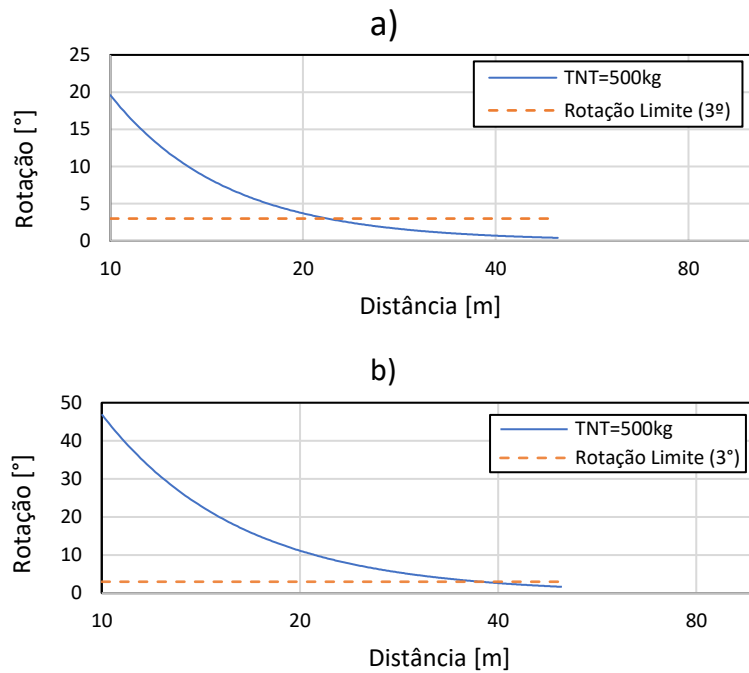 a)
25
20
15
10
5
0
Rotação [°]
TNT=500kg
Rotação Limite (3º)
10 20 40 80
Distância [m]
b)
50
40
30
20
10
0
Rotação [°]
TNT=500kg
Rotação Limite (3°)
10 20 40 80
Distância [m]